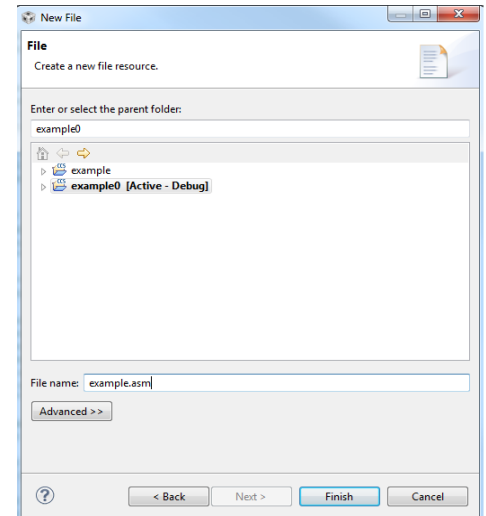 New File
File
Create a new file resource.
Enter or select the parent folder:
example0
example
example0 [Active - Debug]
File name: example.asm
Advanced >>
< Back Next > Finish Cancel